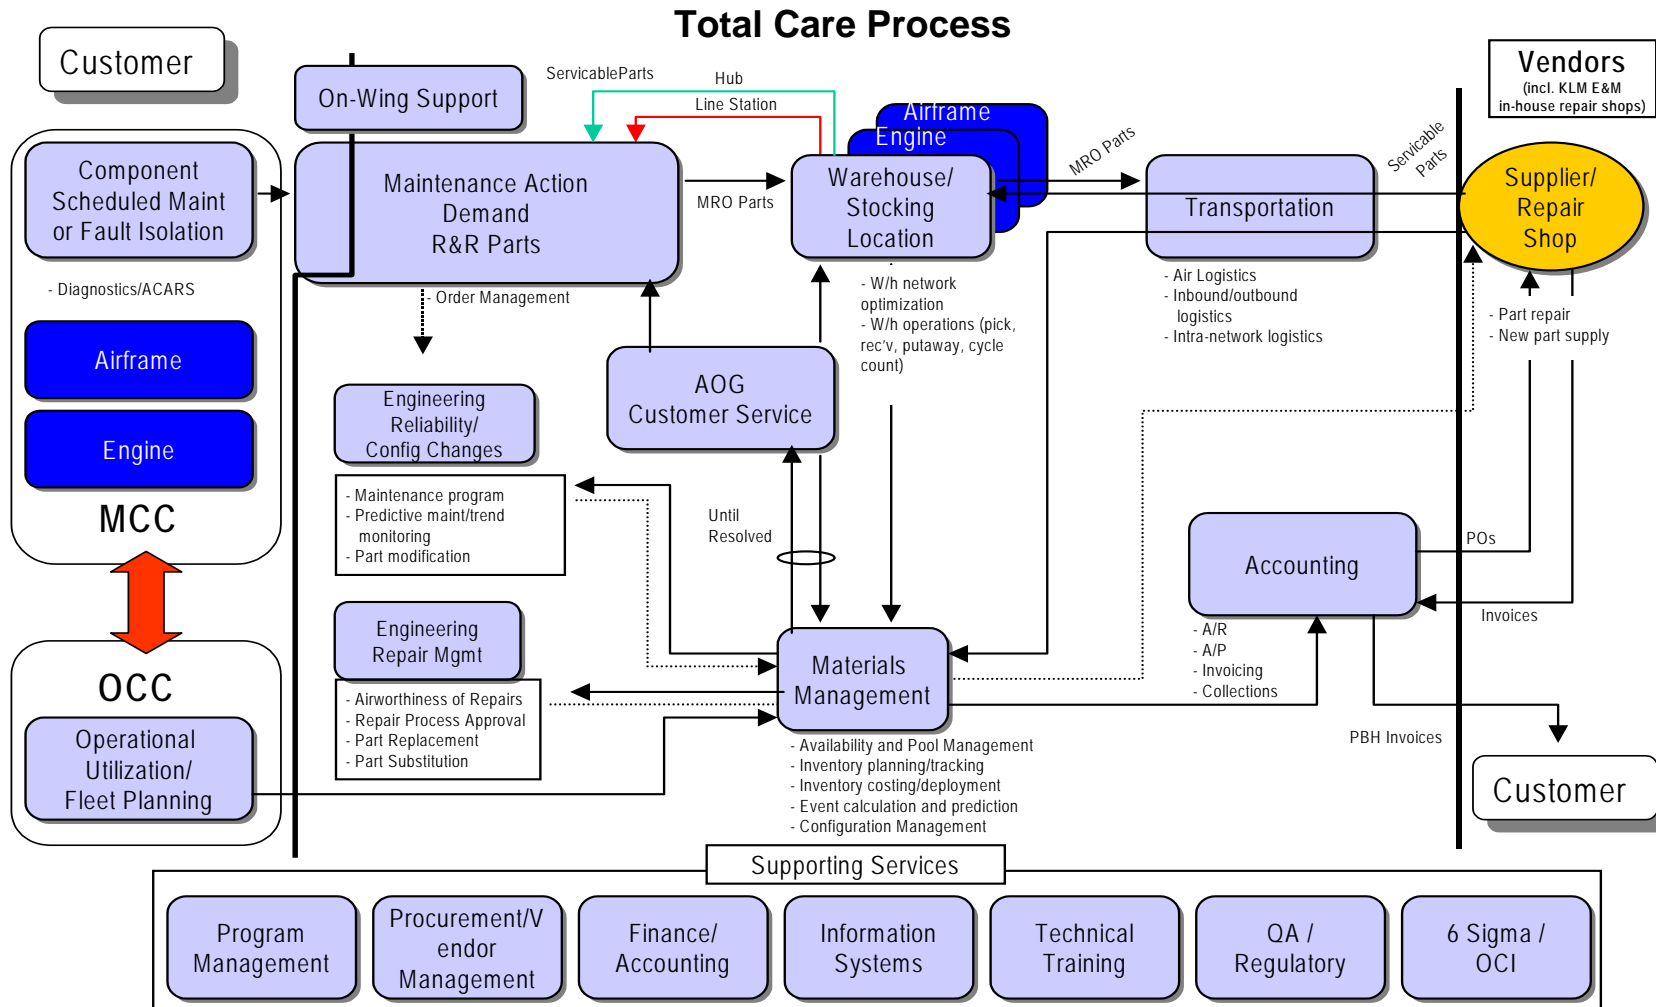 Total Care Process
Customer
On-Wing Support
ServicableParts
Hub
Line Station
Vendors
(incl. KLM E&M
in-house repair shops)
Airframe
Engine
Component
Scheduled Maint
or Fault Isolation
Maintenance Action
Demand
R&R Parts
MRO Parts
Warehouse/
Stocking
Location
MRO Parts
Transportation
Servicable
Parts
Supplier/
Repair
Shop
- Diagnostics/ACARS
- Order Management
- W/h network
optimization
- W/h operations (pick,
rec'v, putaway, cycle
count)
- Air Logistics
- Inbound/outbound
logistics
- Intra-network logistics
- Part repair
- New part supply
Airframe
Engine
MCC
Engineering
Reliability/
Config Changes
AOG
Customer Service
- Maintenance program
- Predictive maint/trend
monitoring
- Part modification
Until
Resolved
Accounting
POs
Invoices
- A/R
- A/P
- Invoicing
- Collections
Engineering
Repair Mgmt
Materials
Management
- Airworthiness of Repairs
- Repair Process Approval
- Part Replacement
- Part Substitution
OCC
Operational
Utilization/
Fleet Planning
- Availability and Pool Management
- Inventory planning/tracking
- Inventory costing/deployment
- Event calculation and prediction
- Configuration Management
PBH Invoices
Customer
Supporting Services
Program
Management
Procurement/V
endor
Management
Finance/
Accounting
Information
Systems
Technical
Training
QA /
Regulatory
6 Sigma /
OCI